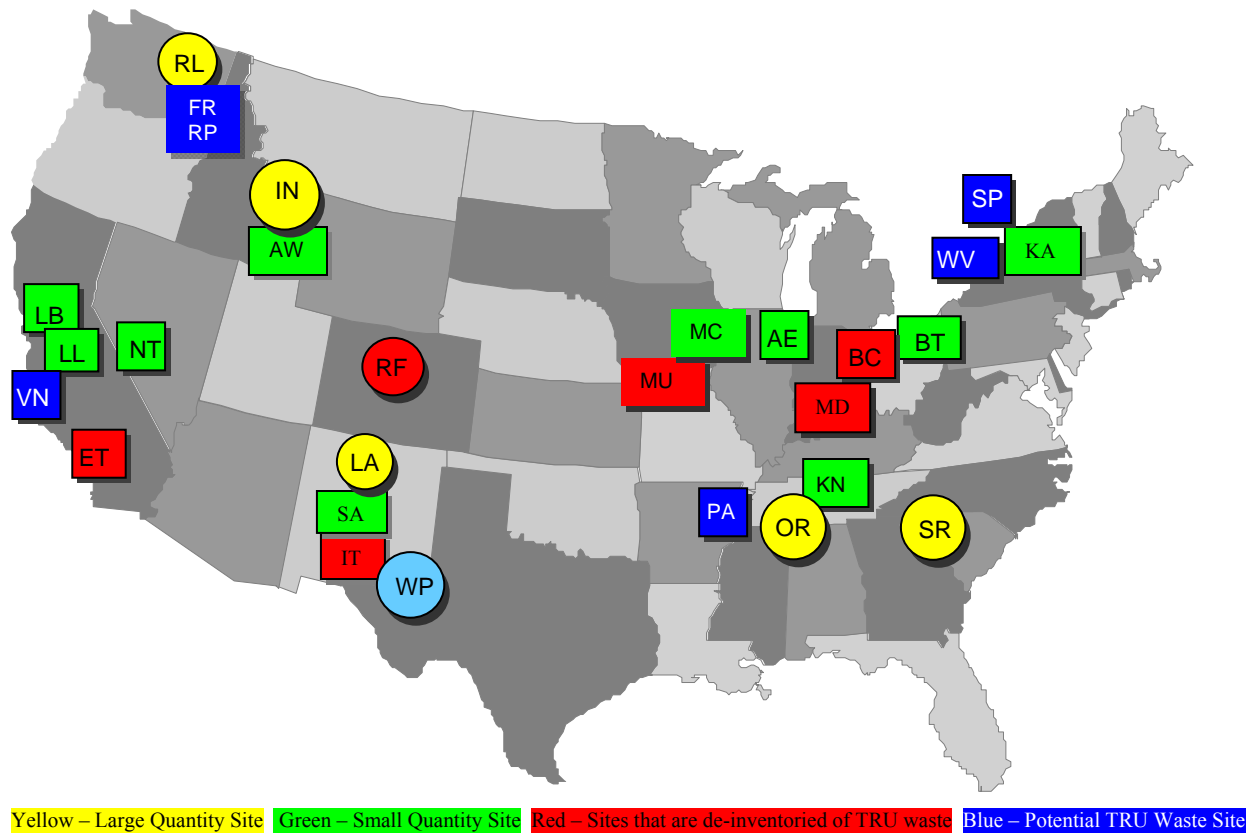 RL
FR
RP
IN
AW
SP
WV
KA
LB
LL
NT
VN
ET
RF
MC
AE
BC
BT
MU
MD
LA
SA
IT
WP
KN
PA
OR
SR
Yellow – Large Quantity Site
Green – Small Quantity Site
Red – Sites that are de-inventoried of TRU waste
Blue – Potential TRU Waste Site